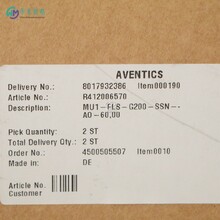 AVENTICS
Delivery No.: 8017932386 Item000190
Article No.: R412006570
Description: MU1-FLS-G200-SSN--
AO-60,00
Pick Quantity: 2 ST
Total Delivery Qty.: 2 ST
Order No.: 4500505507 Item0010
Made in: DE
Article No.
Customer